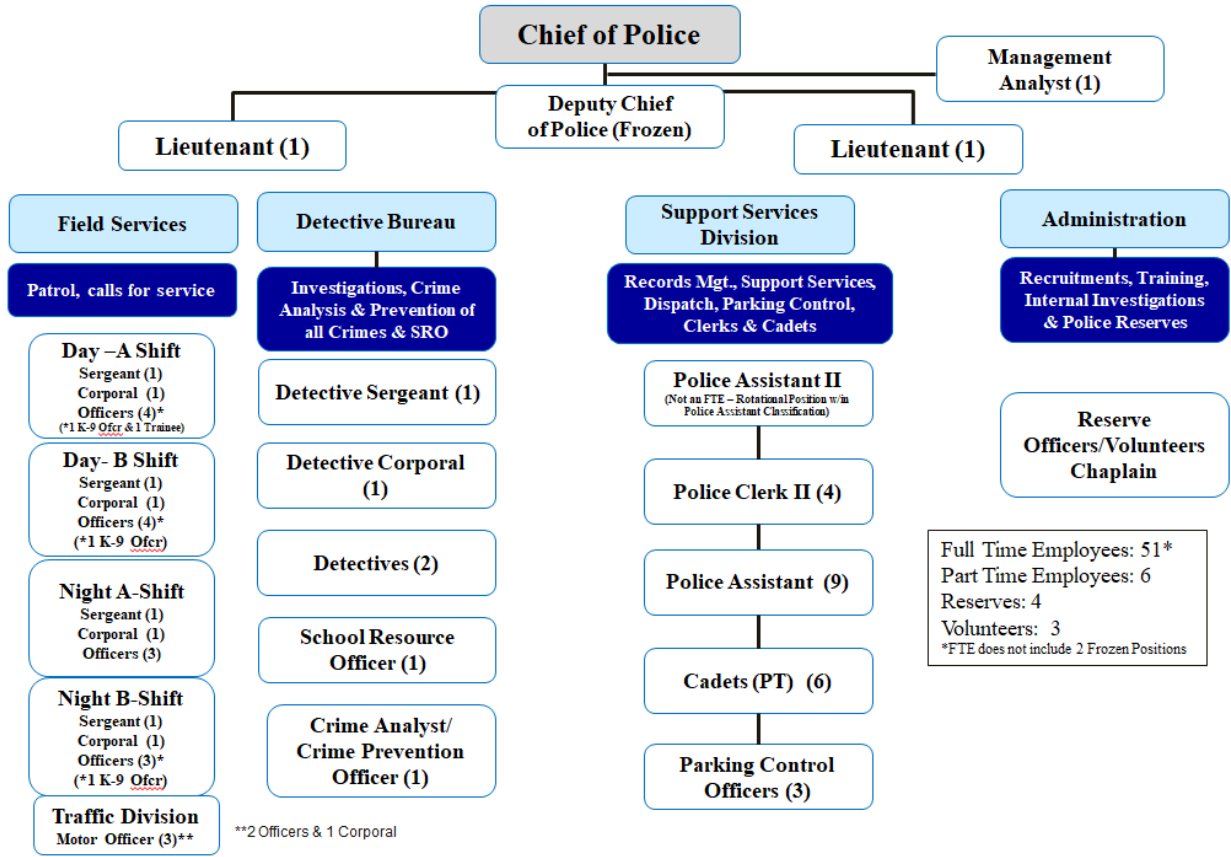 Chief of Police
Management
Analyst (1)
Deputy Chief
of Police (Frozen)
Lieutenant (1)
Lieutenant (1)
Field Services
Patrol, calls for service
Day –A Shift
Sergeant (1)
Corporal (1)
Officers (4)*
(*1 K-9 Ofcr & 1 Trainee)
Day- B Shift
Sergeant (1)
Corporal (1)
Officers (4)*
(*1 K-9 Ofcr)
Night A-Shift
Sergeant (1)
Corporal (1)
Officers (3)
Night B-Shift
Sergeant (1)
Corporal (1)
Officers (3)*
(*1 K-9 Ofcr)
Traffic Division
Motor Officer (3)**
**2 Officers & 1 Corporal
Detective Bureau
Investigations, Crime
Analysis & Prevention of
all Crimes & SRO
Detective Sergeant (1)
Detective Corporal
(1)
Detectives (2)
School Resource
Officer (1)
Crime Analyst/
Crime Prevention
Officer (1)
Support Services
Division
Records Mgt., Support Services,
Dispatch, Parking Control,
Clerks & Cadets
Police Assistant II
(Not an FTE – Rotational Position w/in
Police Assistant Classification)
Police Clerk II (4)
Police Assistant (9)
Cadets (PT) (6)
Parking Control
Officers (3)
Administration
Recruitments, Training,
Internal Investigations
& Police Reserves
Reserve
Officers/Volunteers
Chaplain
Full Time Employees: 51*
Part Time Employees: 6
Reserves: 4
Volunteers: 3
*FTE does not include 2 Frozen Positions